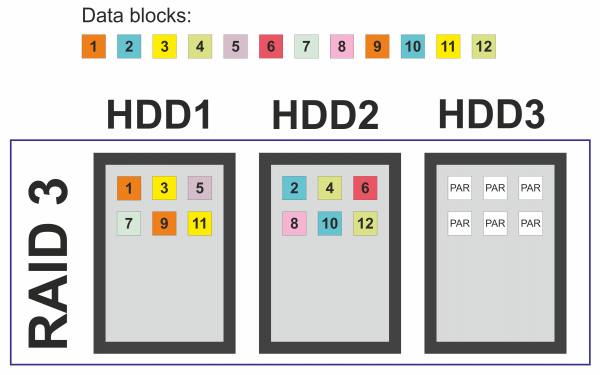 Data blocks:
1 2 3 4 5 6 7 8 9 10 11 12
HDD1 HDD2 HDD3
RAID 3
1 3 5
7 9 11
2 4 6
8 10 12
PAR PAR PAR
PAR PAR PAR